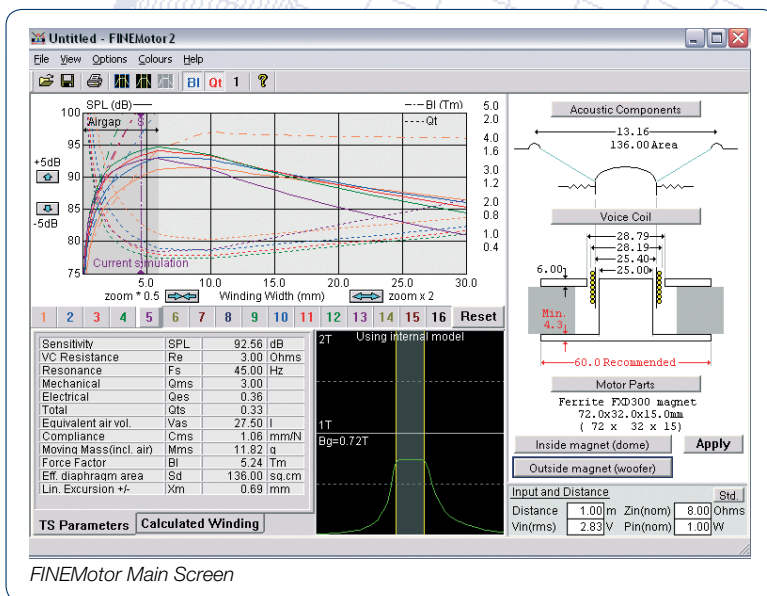 Untitled - FINEMotor2
File View Options Colours Help
Bl Qt 1 ?
SPL (dB) Bl (Tm)
Qt
Airgap
100
95
90
85
80
75
+5dB
-5dB
5.0
2.0
4.0
1.6
3.0
1.2
2.0
0.8
1.0
0.4
Current simulation
5.0 10.0 15.0 20.0 25.0 30.0
zoom * 0.5 Winding Width (mm) zoom x 2
1 2 3 4 5 6 7 8 9 10 11 12 13 14 15 16 Reset
Sensitivity SPL 92.56 dB
VC Resistance Re 3.00 Ohms
Resonance Fs 45.00 Hz
Mechanical Qms 3.00
Electrical Qes 0.36
Total Qts 0.33
Equivalent air vol. Vas 27.50 l
Compliance Cms 1.06 mm/N
Moving Mass(incl. air) Mms 11.82 g
Force Factor Bl 5.24 Tm
Eff. diaphragm area Sd 136.00 sq.cm
Lin. Excursion +/- Xm 0.69 mm
TS Parameters Calculated Winding
Using internal model
2T
1T
Bg=0.72T
Acoustic Components
13.16
136.00 Area
Voice Coil
28.79
28.19
25.40
25.00
6.00
Min.
4.3
60.0 Recommended
Motor Parts
Ferrite FXD300 magnet
72.0x32.0x15.0mm
( 72 x 32 x 15)
Inside magnet (dome) Apply
Outside magnet (woofer)
Input and Distance Std.
Distance 1.00 m Zin(nom) 8.00 Ohms
Vin(rms) 2.83 V Pin(nom) 1.00 W
FINEMotor Main Screen